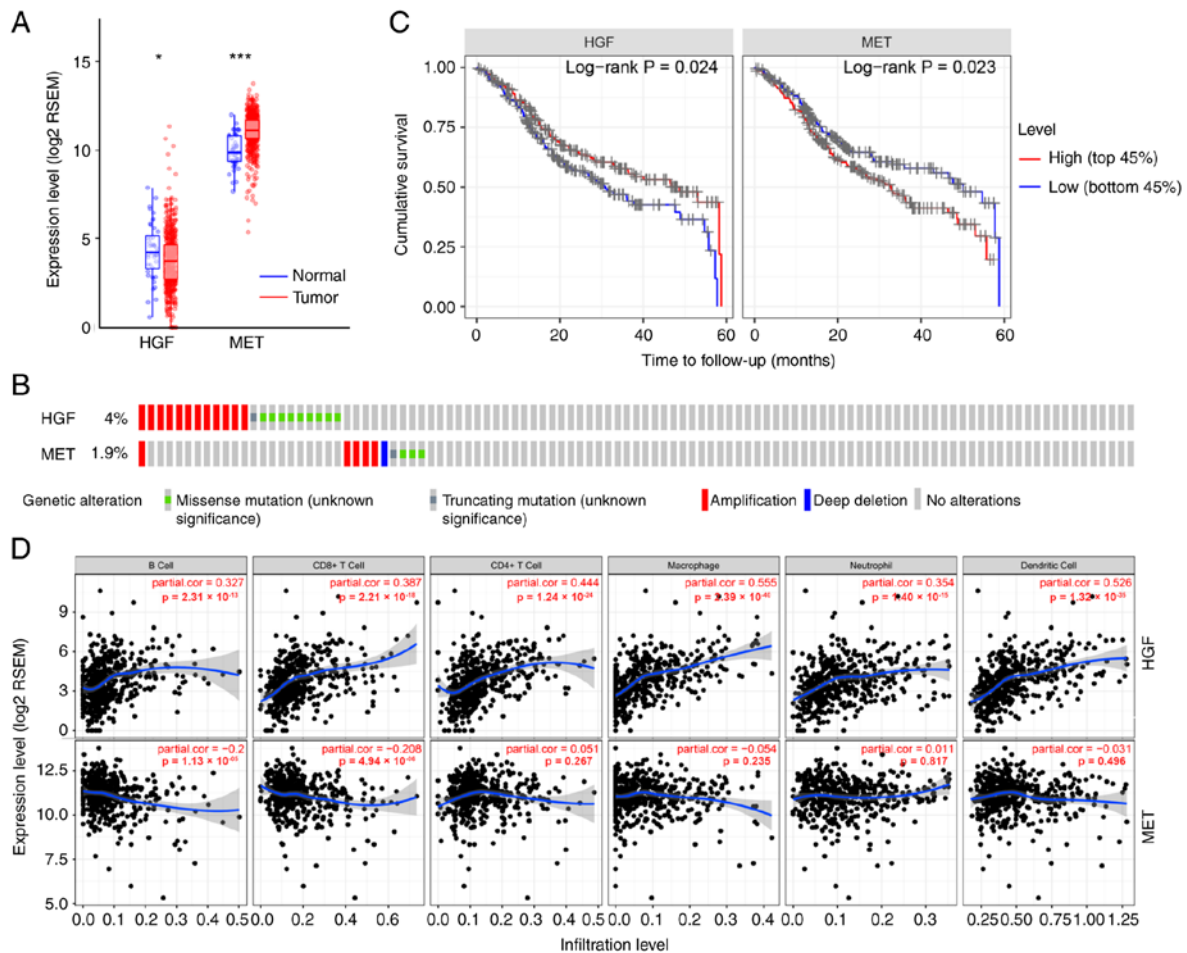 A
*
***
15
10
5
0
Expression level (log2 RSEM)
Normal
Tumor
HGF
MET
C
HGF
MET
Log-rank P = 0.024
Log-rank P = 0.023
1.00
0.75
0.50
0.25
0.00
Cumulative survival
0 20 40 60
0 20 40 60
Time to follow-up (months)
Level
High (top 45%)
Low (bottom 45%)
B
HGF 4%
MET 1.9%
Genetic alteration
Missense mutation (unknown
significance)
Truncating mutation (unknown
significance)
Amplification
Deep deletion
No alterations
D
B Cell
CD8+ T Cell
CD4+ T Cell
Macrophage
Neutrophil
Dendritic Cell
partial.cor = 0.327
p = 2.31 × 10-13
partial.cor = 0.387
p = 2.21 × 10-18
partial.cor = 0.444
p = 1.24 × 10-24
partial.cor = 0.555
partial.cor = 0.354
partial.cor = 0.526
HGF
9
6
3
0
partial.cor = −0.2
partial.cor = −0.208
partial.cor = 0.051
p = 0.267
partial.cor = −0.054
p = 0.235
partial.cor = 0.011
p = 0.817
partial.cor = −0.031
p = 0.496
MET
12.5
10.0
7.5
5.0
Expression level (log2 RSEM)
0.0 0.1 0.2 0.3 0.4 0.5
0.0 0.2 0.4 0.6
0.0 0.1 0.2 0.3 0.4 0.5
0.0 0.1 0.2 0.3 0.4
0.0 0.1 0.2 0.3
0.25 0.50 0.75 1.00 1.25
Infiltration level